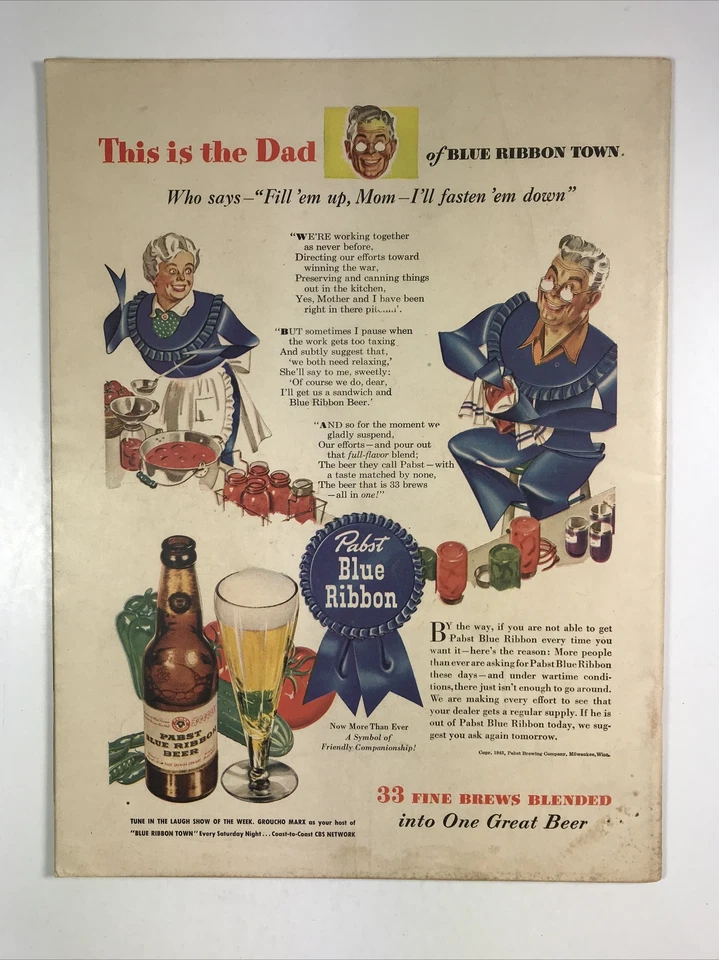 This is the Dad of BLUE RIBBON TOWN.
Who says—"Fill 'em up, Mom—I'll fasten 'em down"
"WE'RE working together
as never before,
Directing our efforts toward
winning the war,
Preserving and canning things
out in the kitchen,
Yes, Mother and I have been
right in there
"BUT sometimes I pause when
the work gets too taxing
And subtly suggest that,
'we both need relaxing,'
She'll say to me, sweetly:
'Of course we do, dear,
I'll get us a sandwich and
Blue Ribbon Beer.'
"AND so for the moment we
gladly suspend,
Our efforts—and pour out
that full-flavor blend;
The beer they call Pabst—with
a taste matched by none,
The beer that is 33 brews
—all in one!"
Pabst
Blue
Ribbon
PABST
BLUE RIBBON
BEER
Now More Than Ever
A Symbol of
Friendly Companionship!
BY the way, if you are not able to get
Pabst Blue Ribbon every time you
want it—here's the reason: More people
than ever are asking for Pabst Blue Ribbon
these days—and under wartime condi-
tions, there just isn't enough to go around.
We are making every effort to see that
your dealer gets a regular supply. If he is
out of Pabst Blue Ribbon today, we sug-
gest you ask again tomorrow.
Copr. Pabst Brewing Company, Milwaukee, Wis.
33 FINE BREWS BLENDED
into One Great Beer
TUNE IN THE LAUGH SHOW OF THE WEEK. GROUCHO MARX as your host of
"BLUE RIBBON TOWN" Every Saturday Night . . . Coast-to-Coast CBS NETWORK